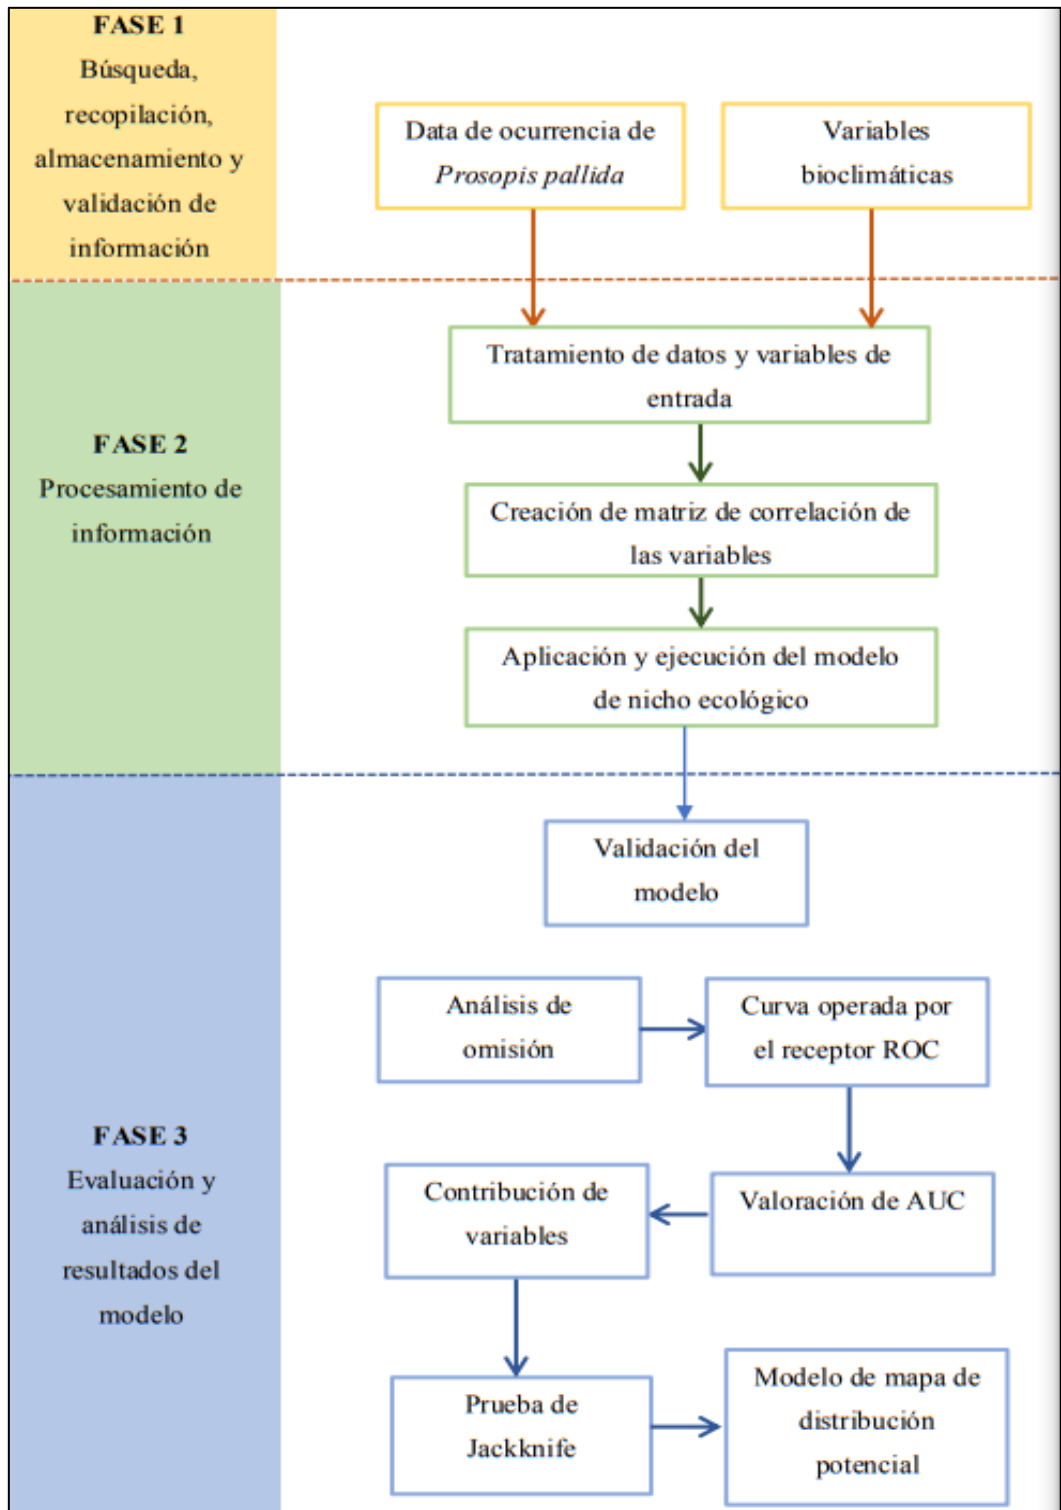 FASE 1
Búsqueda,
recopilación,
almacenamiento y
validación de
información
Data de ocurrencia de
Prosopis pallida
Variables
bioclimáticas
FASE 2
Procesamiento de
información
Tratamiento de datos y variables de
entrada
Creación de matriz de correlación de
las variables
Aplicación y ejecución del modelo
de nicho ecológico
FASE 3
Evaluación y
análisis de
resultados del
modelo
Validación del
modelo
Análisis de
omisión
Curva operada por
el receptor ROC
Valoración de AUC
Contribución de
variables
Prueba de
Jackknife
Modelo de mapa de
distribución
potencial